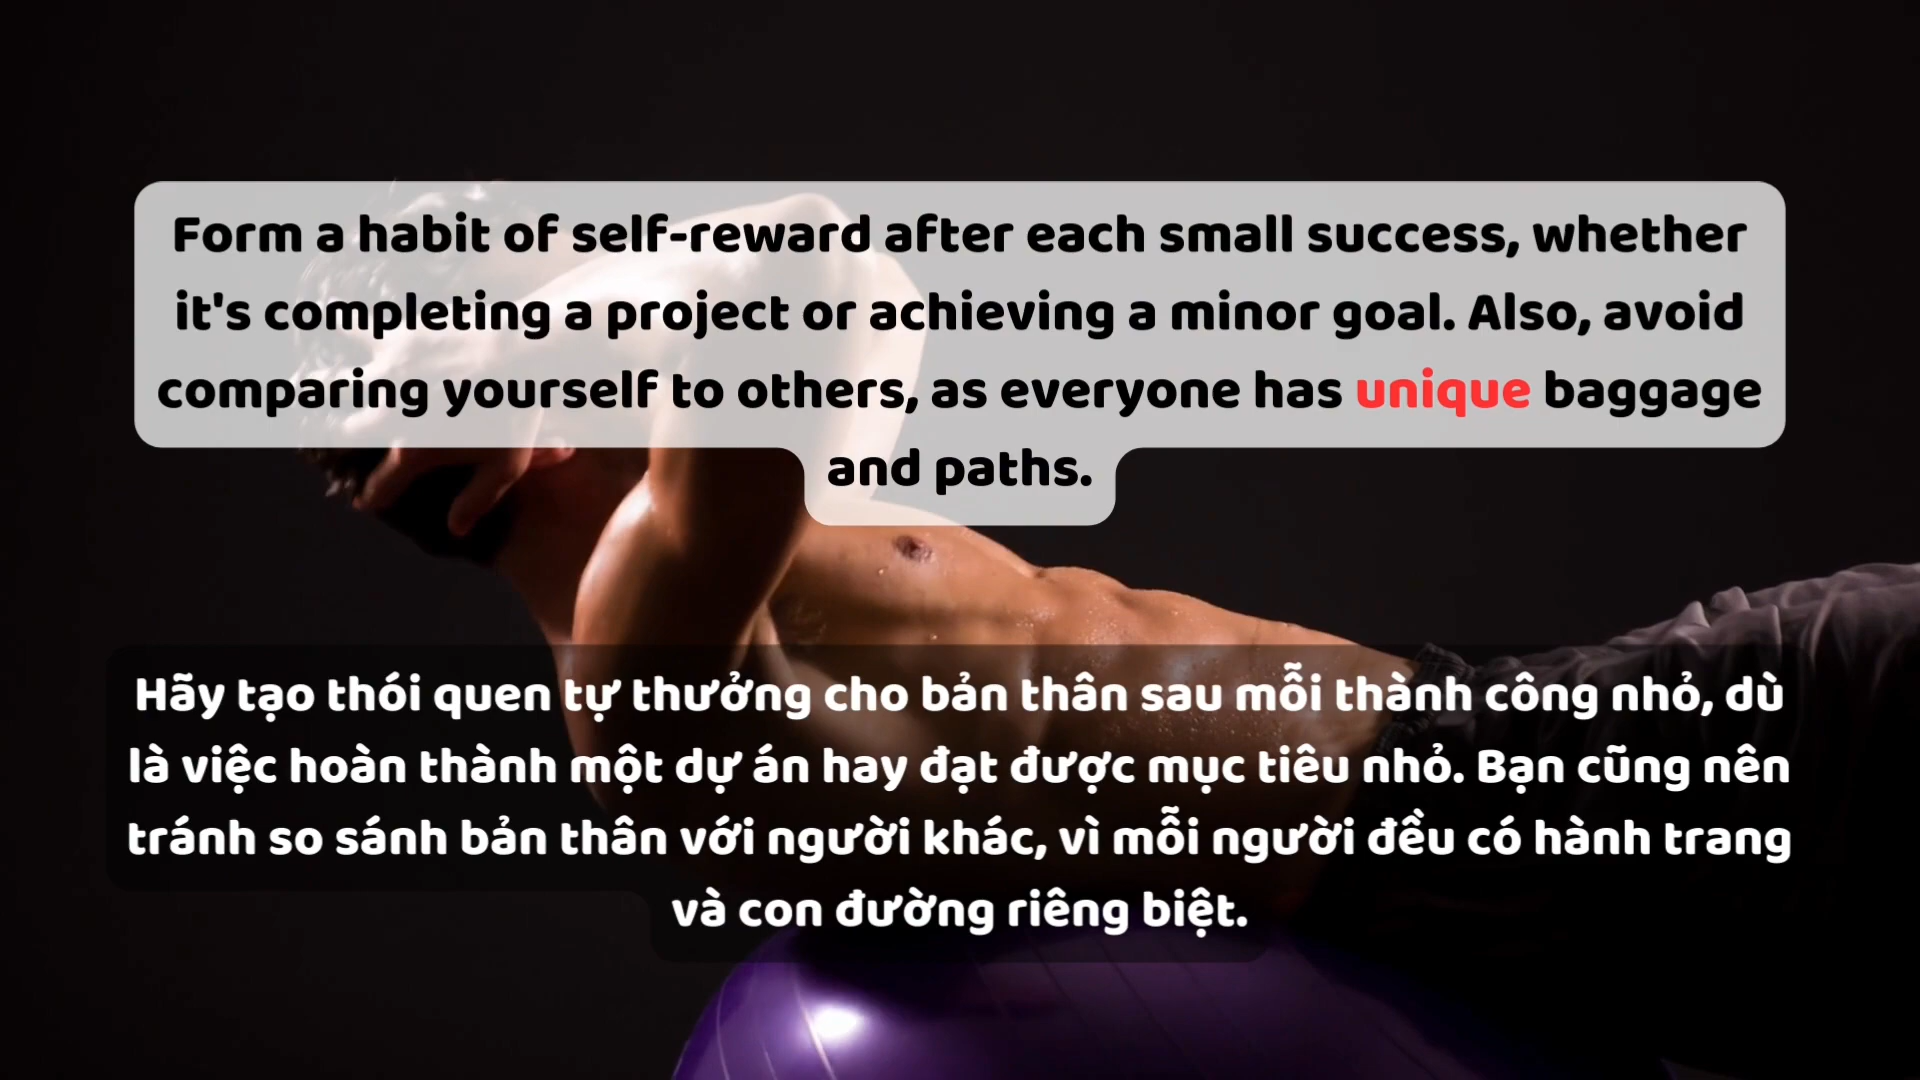 Form a habit of self-reward after each small success, whether
it's completing a project or achieving a minor goal. Also, avoid
comparing yourself to others, as everyone has unique baggage
and paths.
Hãy tạo thói quen tự thưởng cho bản thân sau mỗi thành công nhỏ, dù
là việc hoàn thành một dự án hay đạt được mục tiêu nhỏ. Bạn cũng nên
tránh so sánh bản thân với người khác, vì mỗi người đều có hành trang
và con đường riêng biệt.